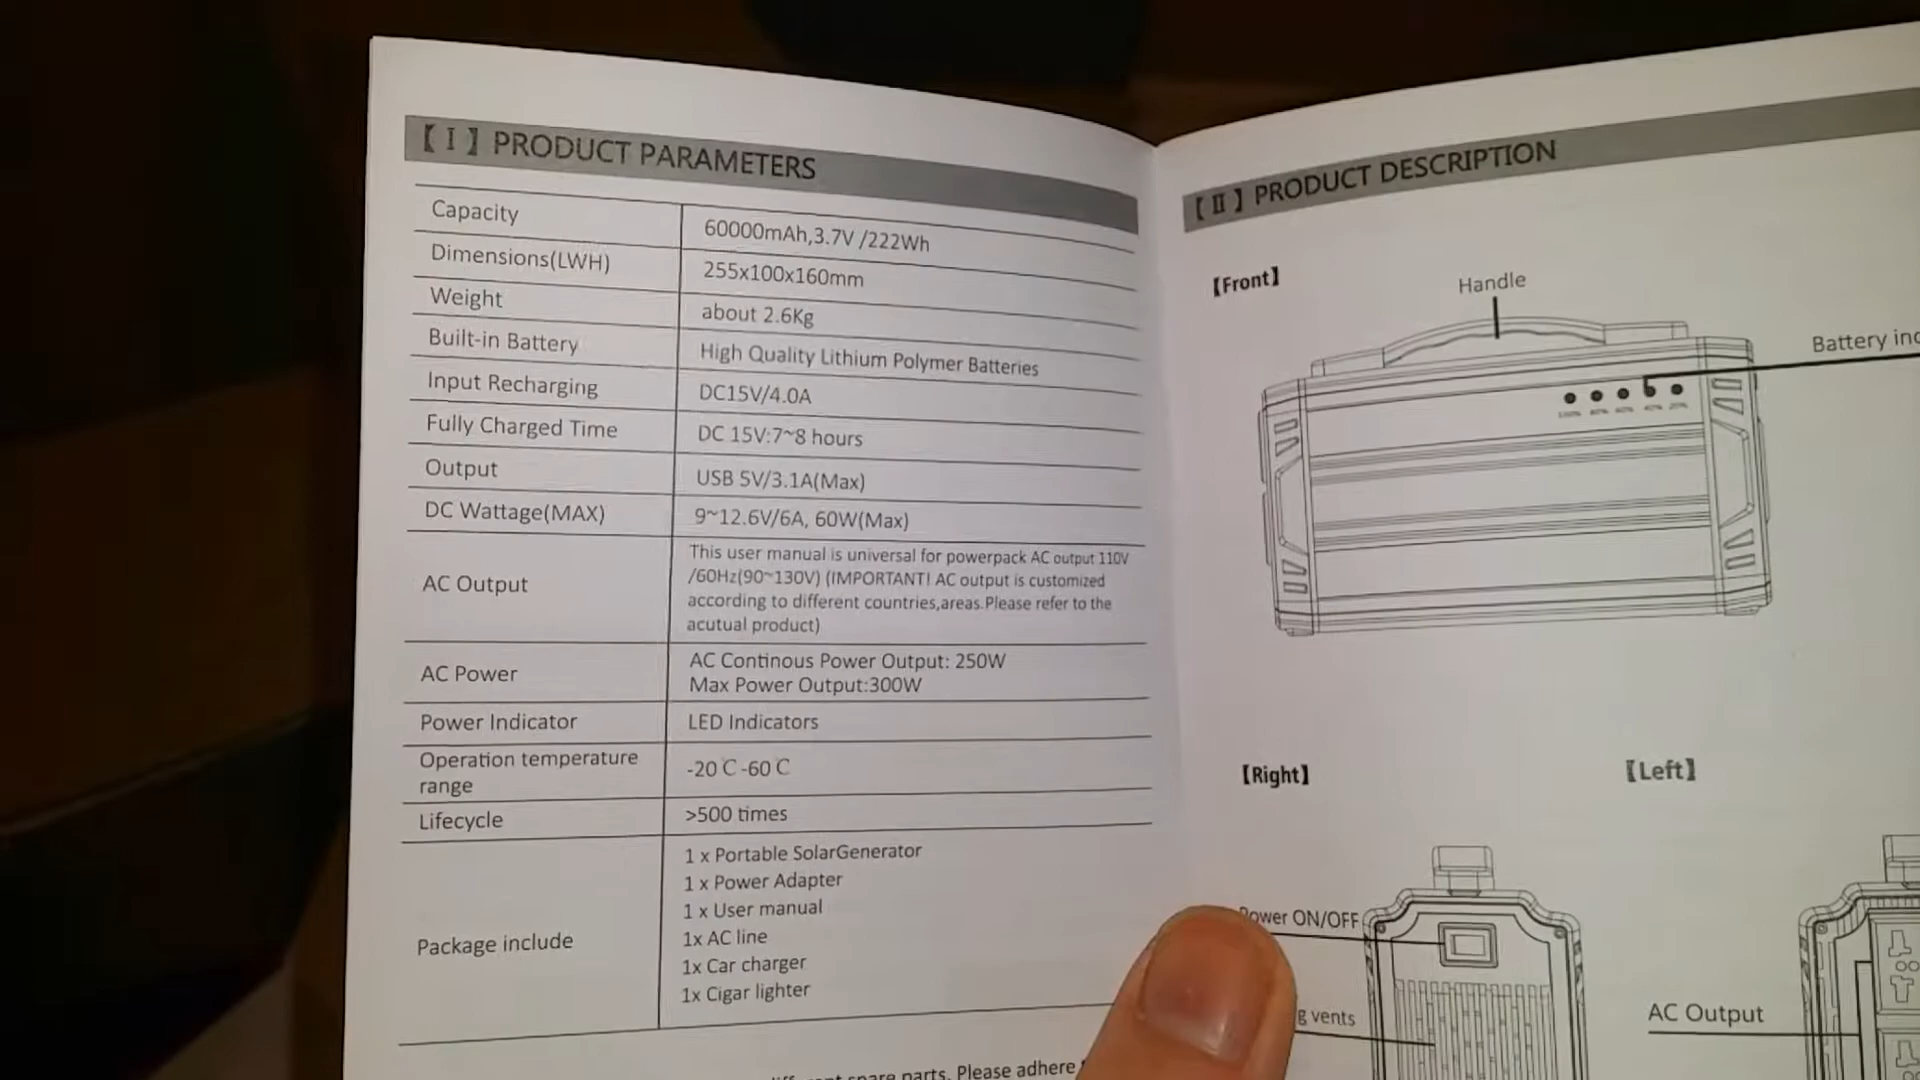 【 I 】PRODUCT PARAMETERS
Capacity
60000mAh,3.7V /222Wh
Dimensions(LWH)
255x100x160mm
Weight
about 2.6Kg
Built-in Battery
High Quality Lithium Polymer Batteries
Input Recharging
DC15V/4.0A
Fully Charged Time
DC 15V:7~8 hours
Output
USB 5V/3.1A(Max)
DC Wattage(MAX)
9~12.6V/6A, 60W(Max)
AC Output
This user manual is universal for powerpack AC output 110V
/60Hz(90~130V) (IMPORTANT! AC output is customized
according to different countries,areas.Please refer to the
acutual product)
AC Power
AC Continous Power Output: 250W
Max Power Output:300W
Power Indicator
LED Indicators
Operation temperature
range
-20℃-60℃
Lifecycle
>500 times
Package include
1 x Portable SolarGenerator
1 x Power Adapter
1 x User manual
1x AC line
1x Car charger
1x Cigar lighter
spare parts. Please adhere
【 II 】PRODUCT DESCRIPTION
【Front】
Handle
Battery
100% 80% 60% 40% 20%
【Right】
【Left】
Power ON/OFF
vents
AC Output